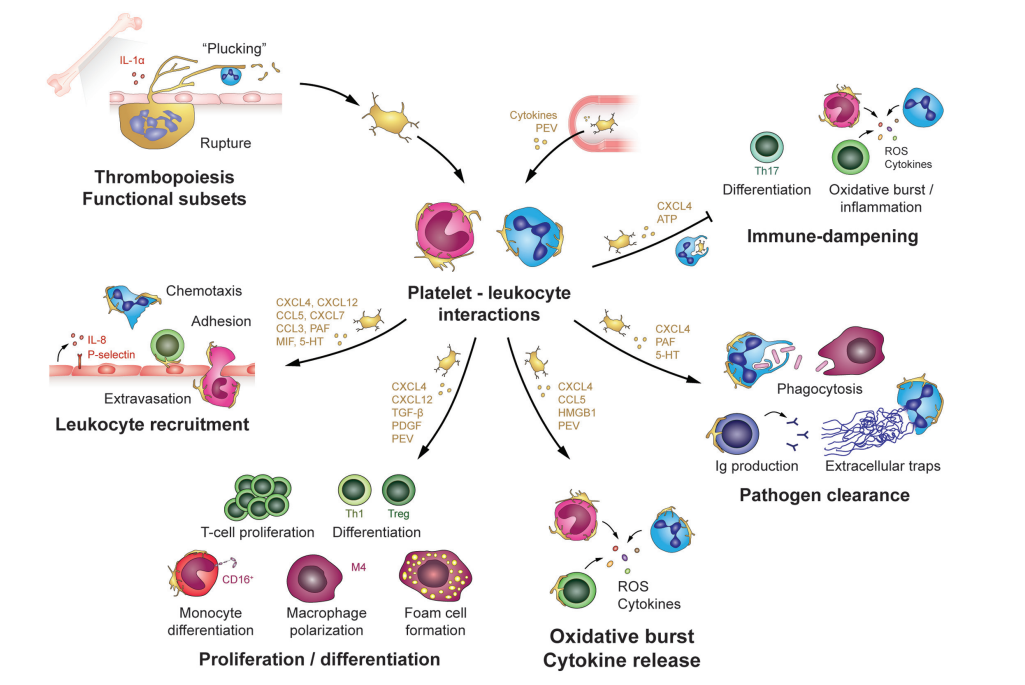 IL-1α
“Plucking”
Rupture
Thrombopoiesis
Functional subsets
Cytokines
PEV
Th17
Differentiation
ROS
Cytokines
Oxidative burst /
inflammation
Immune-dampening
CXCL4
ATP
Platelet - leukocyte
interactions
Chemotaxis
Adhesion
IL-8
P-selectin
Extravasation
Leukocyte recruitment
CXCL4, CXCL12
CCL5, CXCL7
CCL3, PAF
MIF, 5-HT
CXCL4
CXCL12
TGF-β
PDGF
PEV
CXCL4
CCL5
HMGB1
PEV
CXCL4
PAF
5-HT
Phagocytosis
Ig production
Extracellular traps
Pathogen clearance
T-cell proliferation
Th1
Treg
Differentiation
CD16⁺
Monocyte
differentiation
M4
Macrophage
polarization
Foam cell
formation
Proliferation / differentiation
ROS
Cytokines
Oxidative burst
Cytokine release